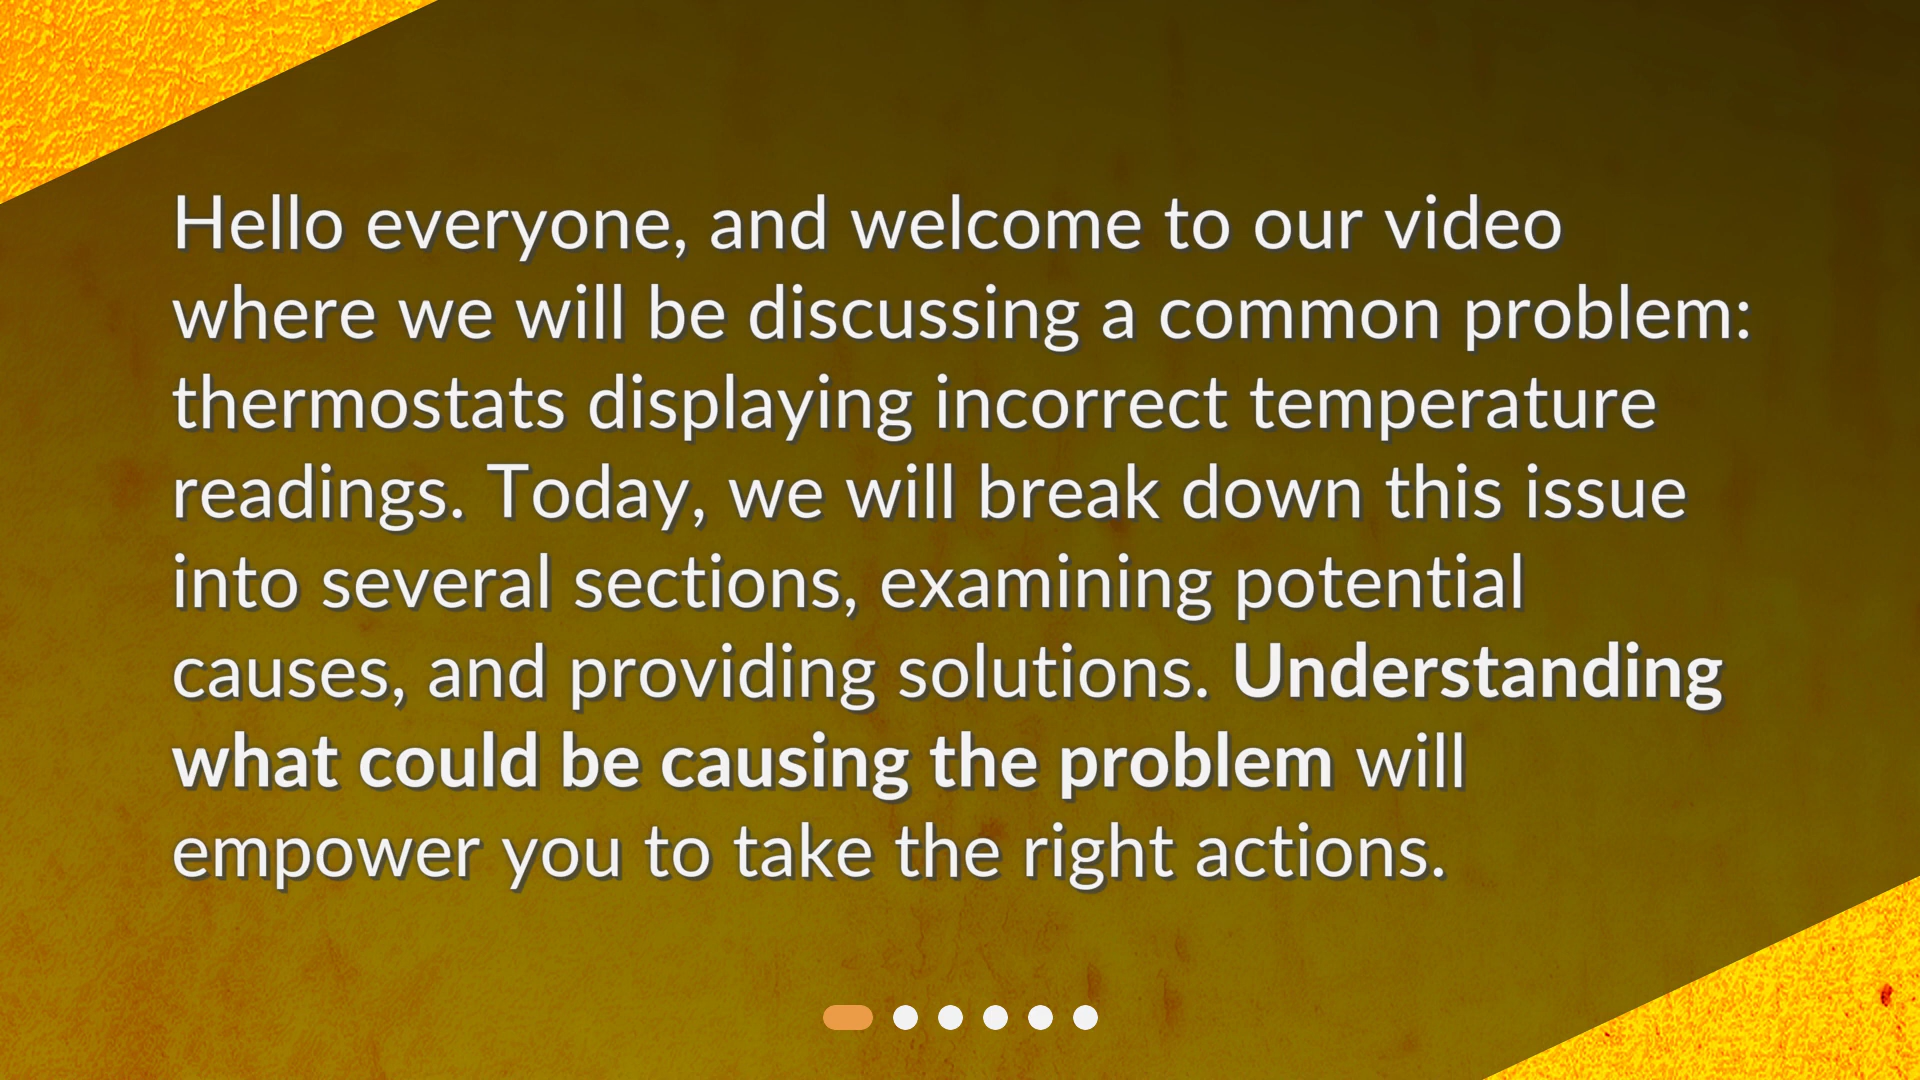 Hello everyone, and welcome to our video
where we will be discussing a common problem:
thermostats displaying incorrect temperature
readings. Today, we will break down this issue
into several sections, examining potential
causes, and providing solutions. Understanding
what could be causing the problem will
empower you to take the right actions.